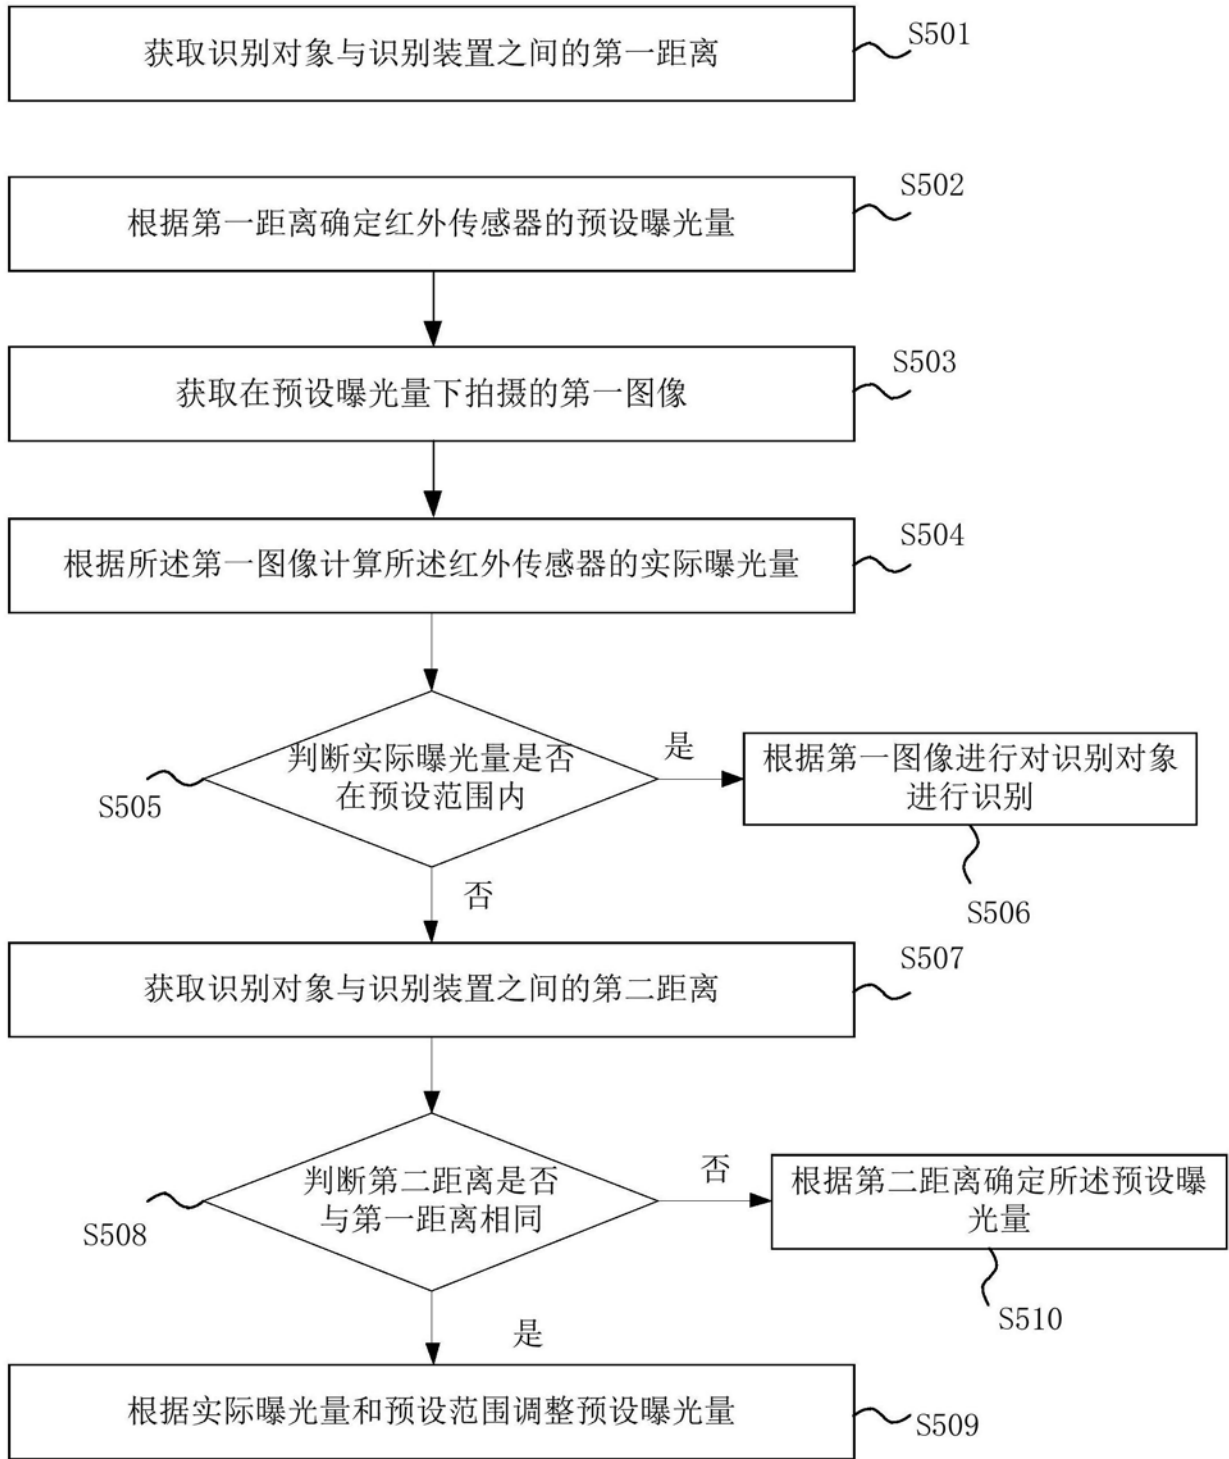 获取识别对象与识别装置之间的第一距离
S501
根据第一距离确定红外传感器的预设曝光量
S502
获取在预设曝光量下拍摄的第一图像
S503
根据所述第一图像计算所述红外传感器的实际曝光量
S504
判断实际曝光量是否
在预设范围内
S505
是
根据第一图像进行对识别对象
进行识别
S506
否
获取识别对象与识别装置之间的第二距离
S507
判断第二距离是否
与第一距离相同
S508
否
根据第二距离确定所述预设曝
光量
S510
是
根据实际曝光量和预设范围调整预设曝光量
S509